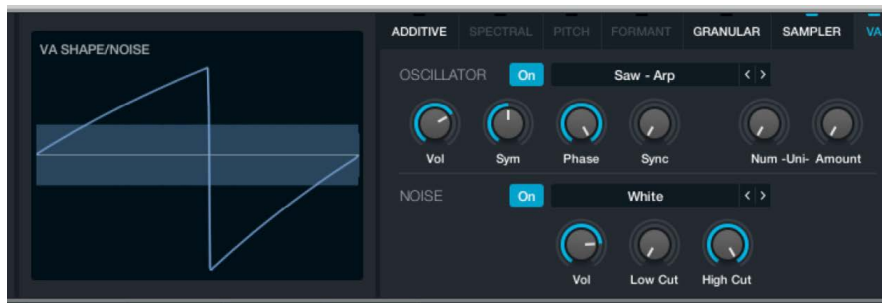 VA SHAPE/NOISE
ADDITIVE SPECTRAL PITCH FORMANT GRANULAR SAMPLER VA
OSCILLATOR On Saw - Arp < >
Vol Sym Phase Sync Num -Uni- Amount
NOISE On White < >
Vol Low Cut High Cut